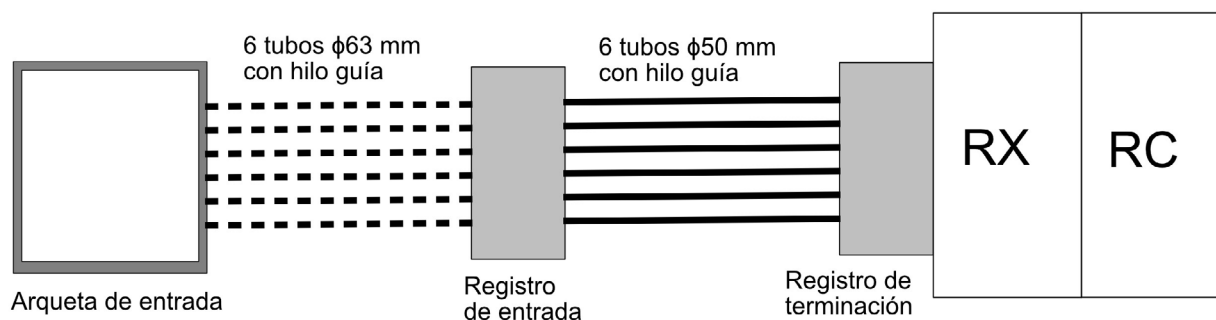 6 tubos ϕ63 mm
con hilo guía
6 tubos ϕ50 mm
con hilo guía
RX
RC
Arqueta de entrada
Registro
de entrada
Registro de
terminación